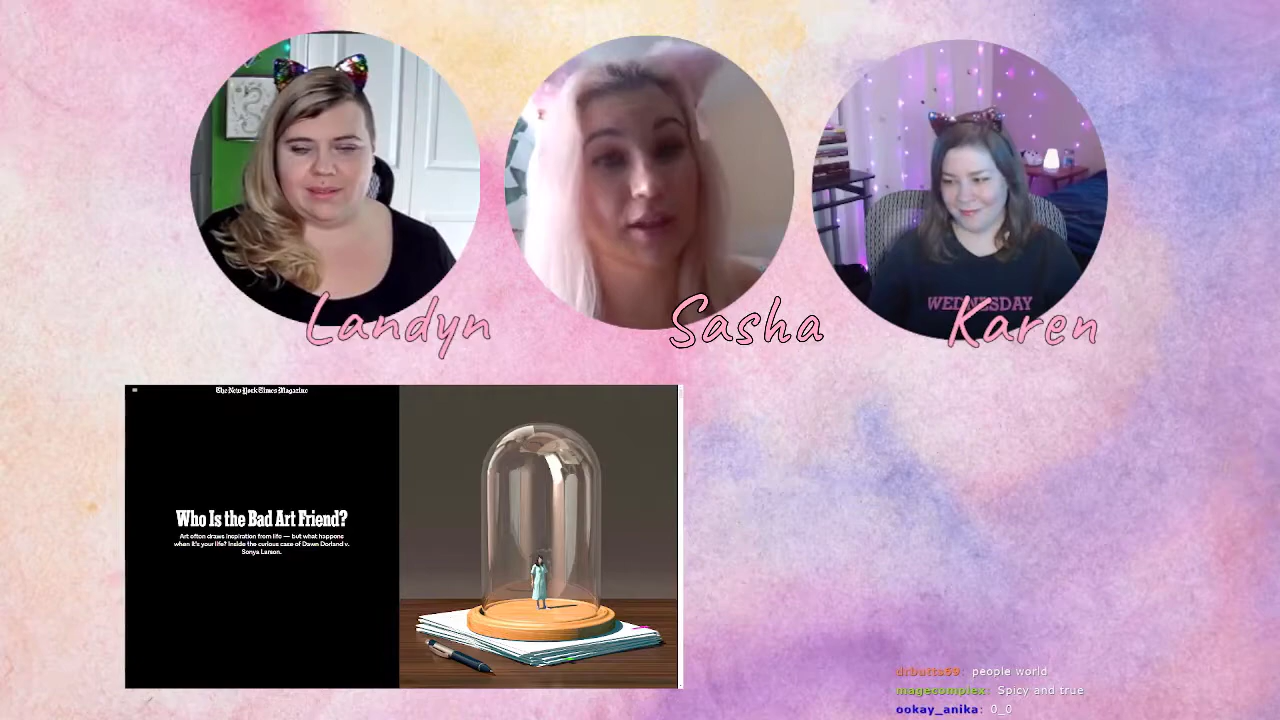 Landyn
Sasha
WEDNESDAY
Karen
The New York Times Magazine
Who Is the Bad Art Friend?
Art often draws inspiration from life — but what happens
when it's your life? Inside the curious case of Dawn Dorland v.
Sonya Larson.
drbutts69: people world
magecomplex: Spicy and true
ookay_anika: 0_0